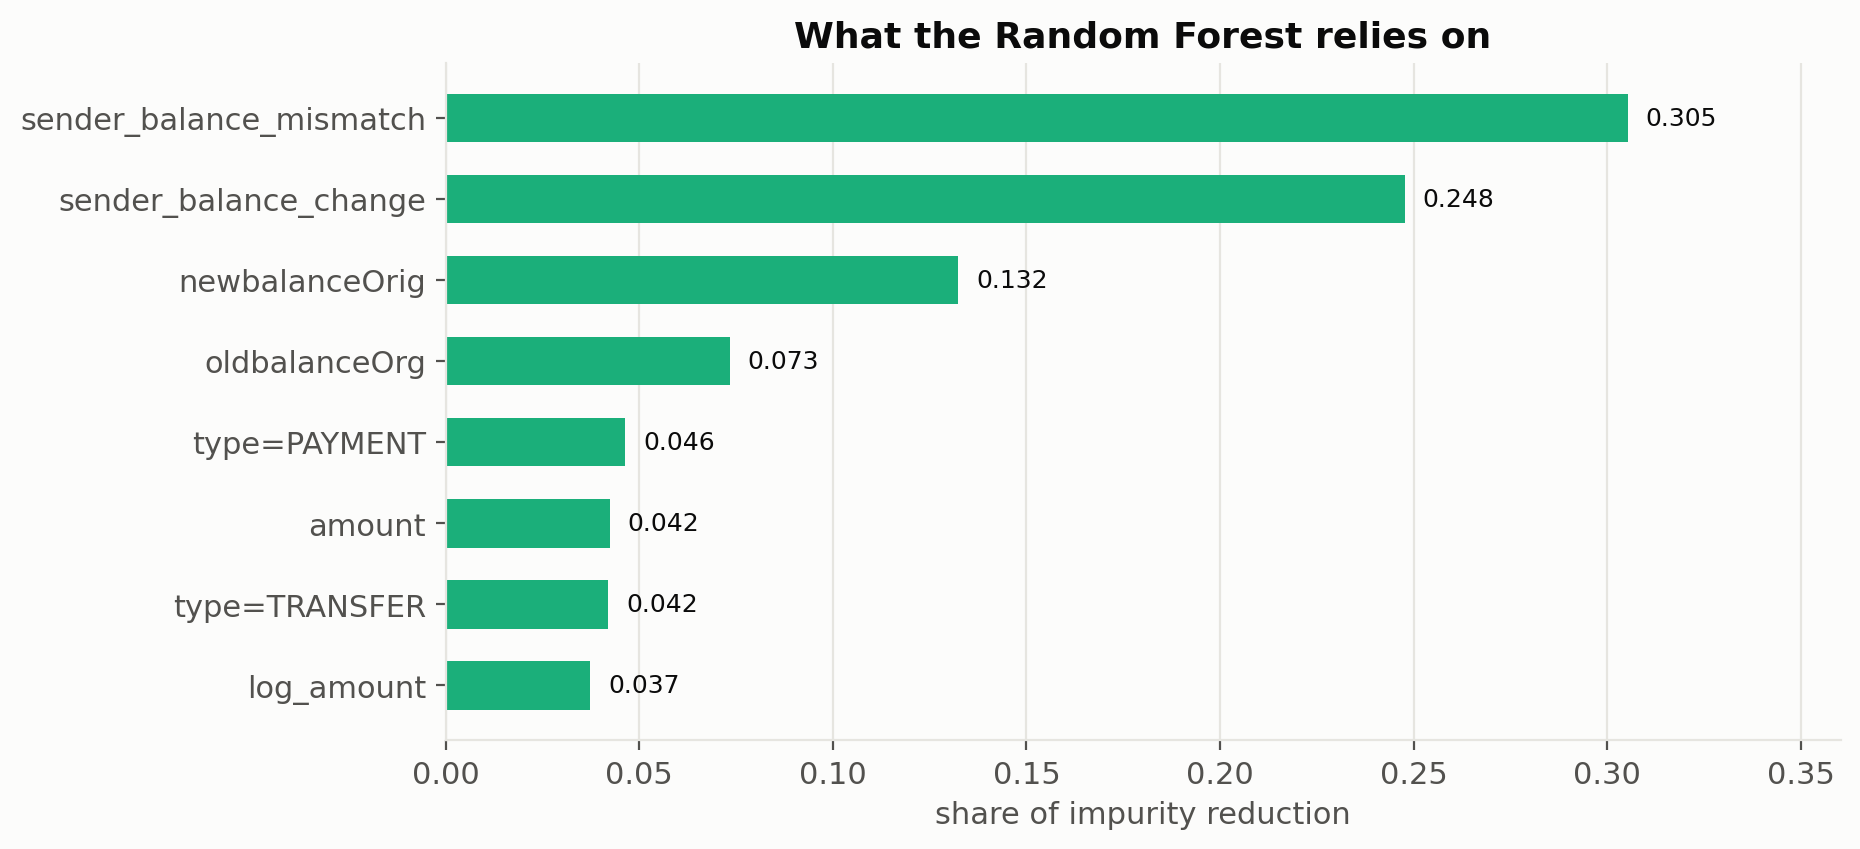 What the Random Forest relies on
sender_balance_mismatch 0.305
sender_balance_change 0.248
newbalanceOrig 0.132
oldbalanceOrg 0.073
type=PAYMENT 0.046
amount 0.042
type=TRANSFER 0.042
log_amount 0.037
0.00 0.05 0.10 0.15 0.20 0.25 0.30 0.35
share of impurity reduction